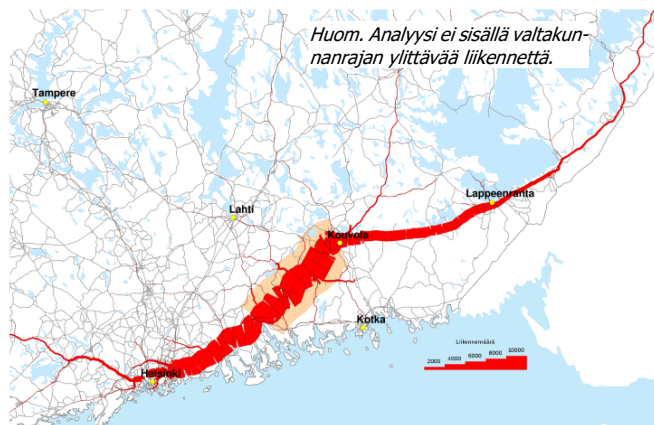 Huom. Analyysi ei sisällä valtakun-
nanrajan ylittävää liikennettä.
Tampere
Lappeenranta
Lahti
Kouvola
Kotka
Liikennemäärä
2000 4000 6000 8000 10000
Helsinki